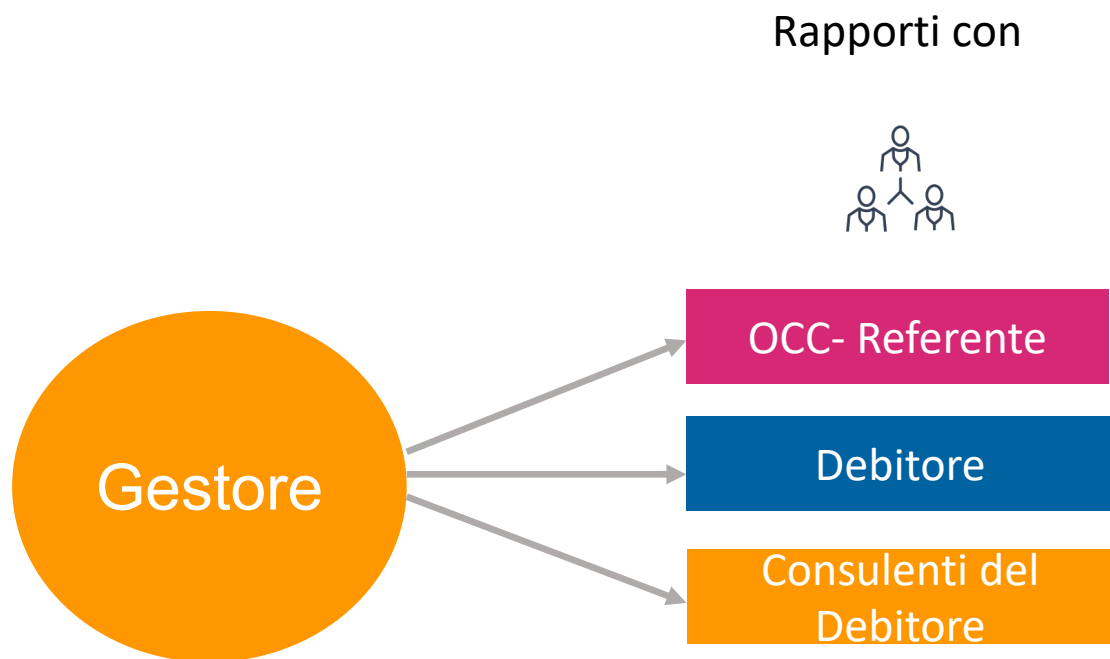 Rapporti con
OCC- Referente
Gestore
Debitore
Consulenti del
Debitore